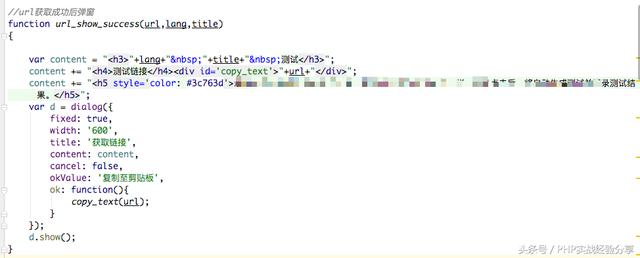 //url获取成功后弹窗
function url_show_success(url,lang,title)
{
var content = "<h3>"+lang+"&nbsp;"+title+"&nbsp;测试</h3>";
content += "<h4>测试链接</h4><div id='copy_text'>"+url+"</div>";
content += "<h5 style='color: #3c763d'>
果。</h5>";
var d = dialog({
fixed: true,
width: '600',
title: '获取链接',
content: content,
cancel: false,
okValue: '复制至剪贴板',
ok: function(){
copy_text(url);
}
});
d.show();
}
头条号 / PHP实战经验分享